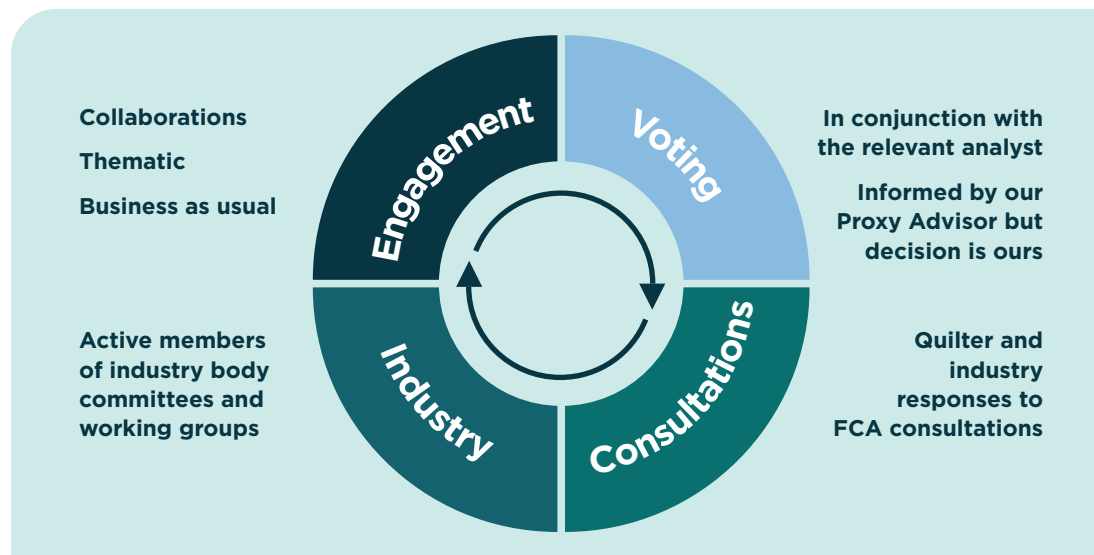 Engagement
Collaborations
Thematic
Business as usual
Voting
In conjunction with
the relevant analyst
Informed by our
Proxy Advisor but
decision is ours
Industry
Active members
of industry body
committees and
working groups
Consultations
Quilter and
industry
responses to
FCA consultations